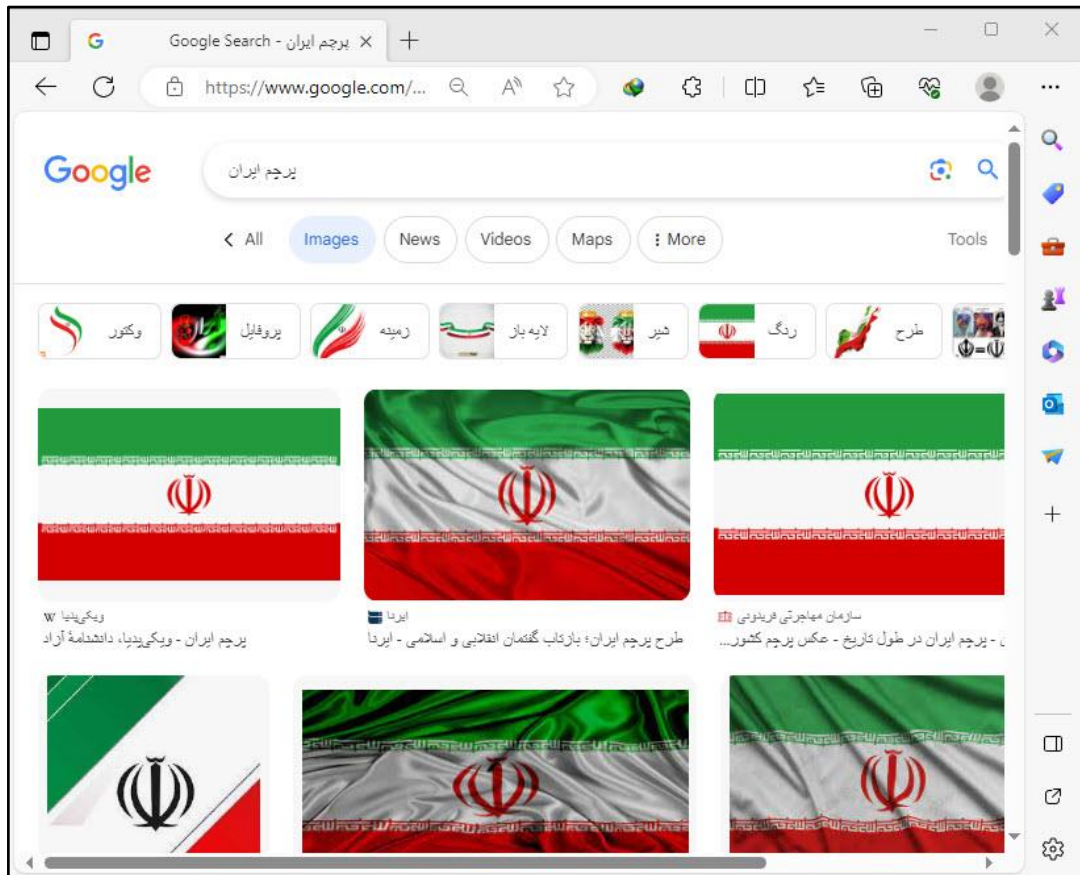 پرچم ایران - Google Search
https://www.google.com/...
Google
پرچم ایران
All Images News Videos Maps More Tools
وکتور
پروفایل
زمینه
لایه باز
شیر
رنگ
طرح
ویکی‌پدیا
پرچم ایران - ویکی‌پدیا، دانشنامهٔ آزاد
ایرنا
طرح پرچم ایران؛ بازتاب گفتمان انقلابی و اسلامی - ایرنا
سازمان مهاجرتی فریدونی
- پرچم ایران در طول تاریخ - عکس پرچم کشور...